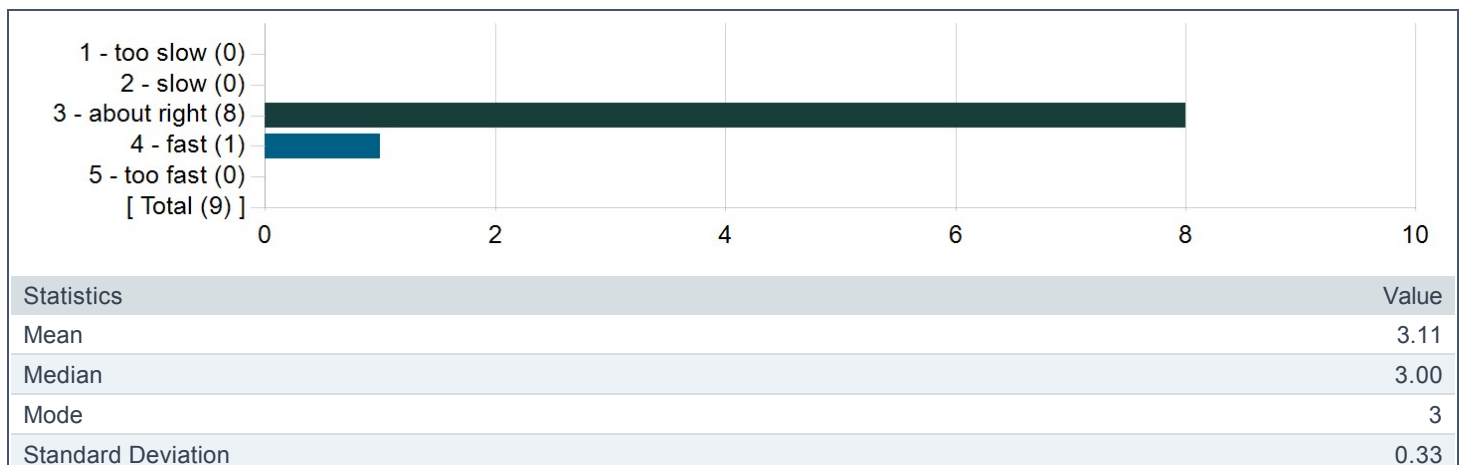 1 - too slow (0)
2 - slow (0)
3 - about right (8)
4 - fast (1)
5 - too fast (0)
[ Total (9) ]
0 2 4 6 8 10
Statistics Value
Mean 3.11
Median 3.00
Mode 3
Standard Deviation 0.33